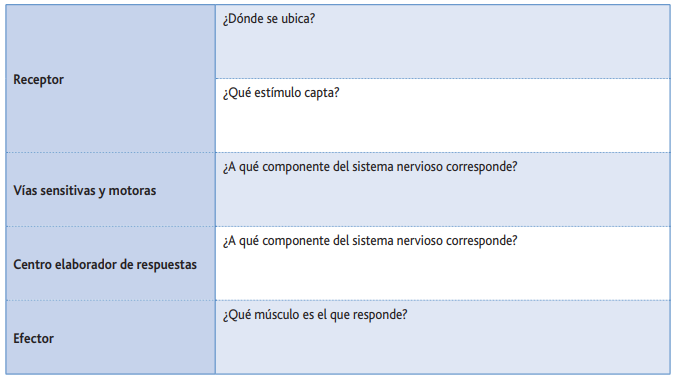 ¿Dónde se ubica?
Receptor
¿Qué estímulo capta?
¿A qué componente del sistema nervioso corresponde?
Vías sensitivas y motoras
¿A qué componente del sistema nervioso corresponde?
Centro elaborador de respuestas
¿Qué músculo es el que responde?
Efector